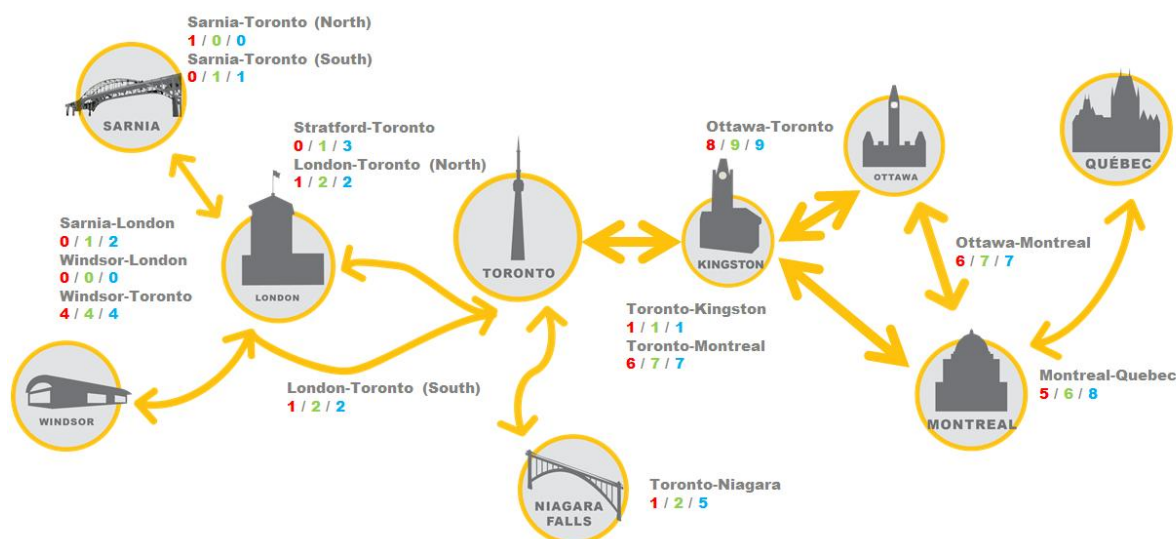 Sarnia-Toronto (North)
1 / 0 / 0
Sarnia-Toronto (South)
0 / 1 / 1
SARNIA
Stratford-Toronto
0 / 1 / 3
London-Toronto (North)
1 / 2 / 2
Ottawa-Toronto
8 / 9 / 9
OTTAWA
QUÉBEC
Sarnia-London
0 / 1 / 2
Windsor-London
0 / 0 / 0
Windsor-Toronto
4 / 4 / 4
LONDON
TORONTO
KINGSTON
Ottawa-Montreal
6 / 7 / 7
Toronto-Kingston
1 / 1 / 1
Toronto-Montreal
6 / 7 / 7
WINDSOR
London-Toronto (South)
1 / 2 / 2
MONTREAL
Montreal-Quebec
5 / 6 / 8
NIAGARA
FALLS
Toronto-Niagara
1 / 2 / 5